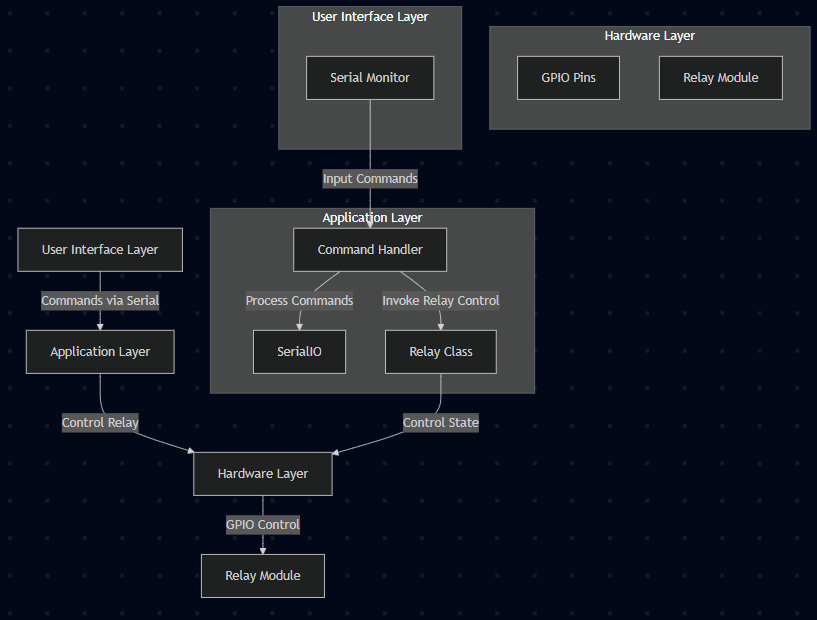 User Interface Layer
Serial Monitor
Hardware Layer
GPIO Pins
Relay Module
Input Commands
Application Layer
Command Handler
Process Commands
Invoke Relay Control
SerialIO
Relay Class
User Interface Layer
Commands via Serial
Application Layer
Control Relay
Control State
Hardware Layer
GPIO Control
Relay Module